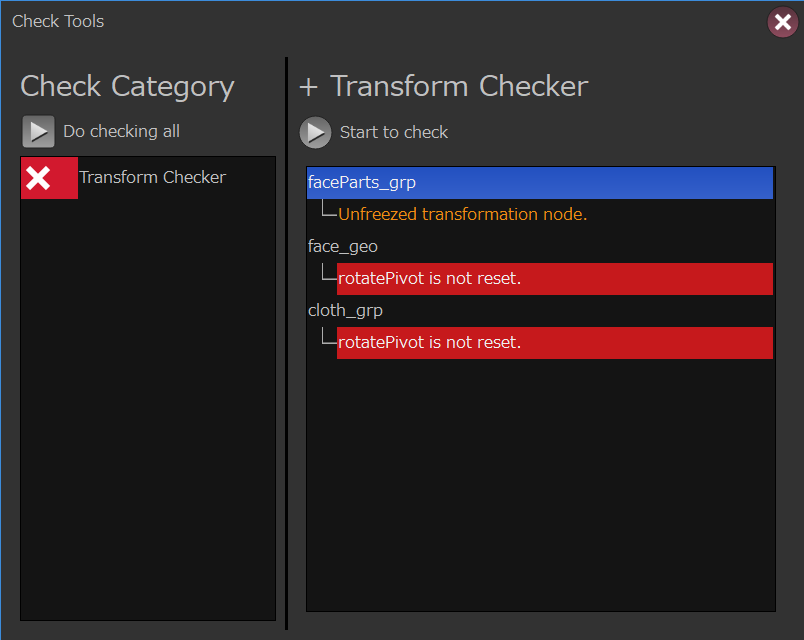 Check Tools
Check Category
Do checking all
Transform Checker
+ Transform Checker
Start to check
faceParts_grp
Unfreezed transformation node.
face_geo
rotatePivot is not reset.
cloth_grp
rotatePivot is not reset.